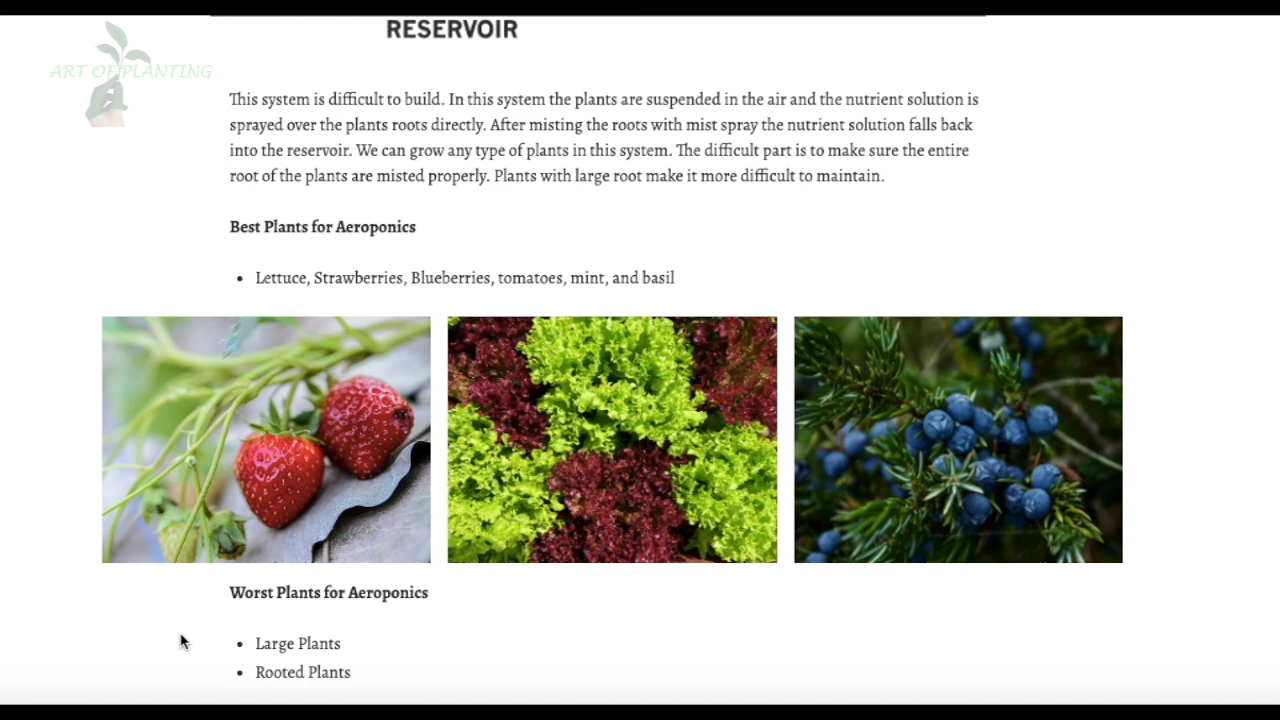 RESERVOIR
ART OF PLANTING
This system is difficult to build. In this system the plants are suspended in the air and the nutrient solution is
sprayed over the plants roots directly. After misting the roots with mist spray the nutrient solution falls back
into the reservoir. We can grow any type of plants in this system. The difficult part is to make sure the entire
root of the plants are misted properly. Plants with large root make it more difficult to maintain.
Best Plants for Aeroponics
• Lettuce, Strawberries, Blueberries, tomatoes, mint, and basil
Worst Plants for Aeroponics
• Large Plants
• Rooted Plants